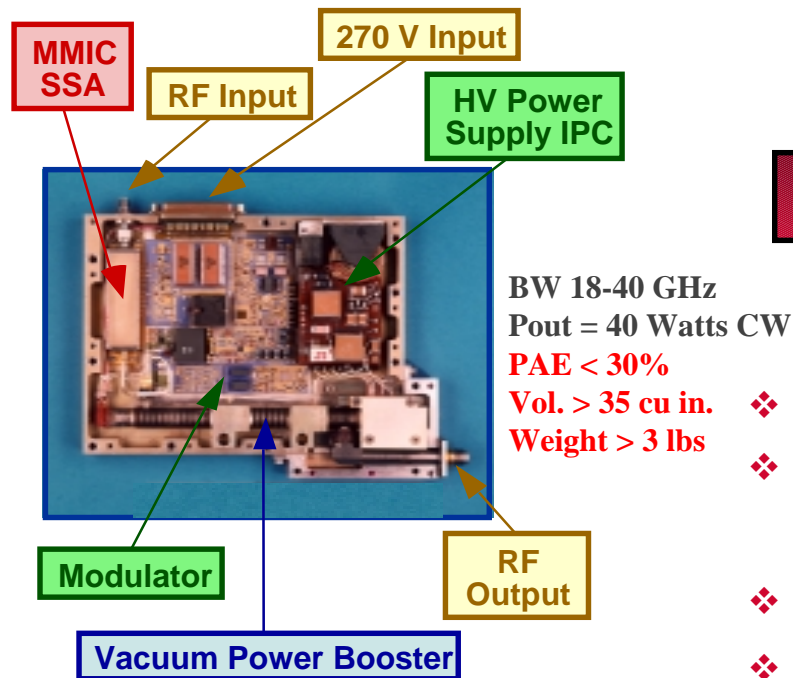 270 V Input
MMIC
SSA
RF Input
HV Power
Supply IPC
BW 18-40 GHz
Pout = 40 Watts CW
PAE < 30%
Vol. > 35 cu in.
Weight > 3 lbs
Modulator
RF
Output
Vacuum Power Booster